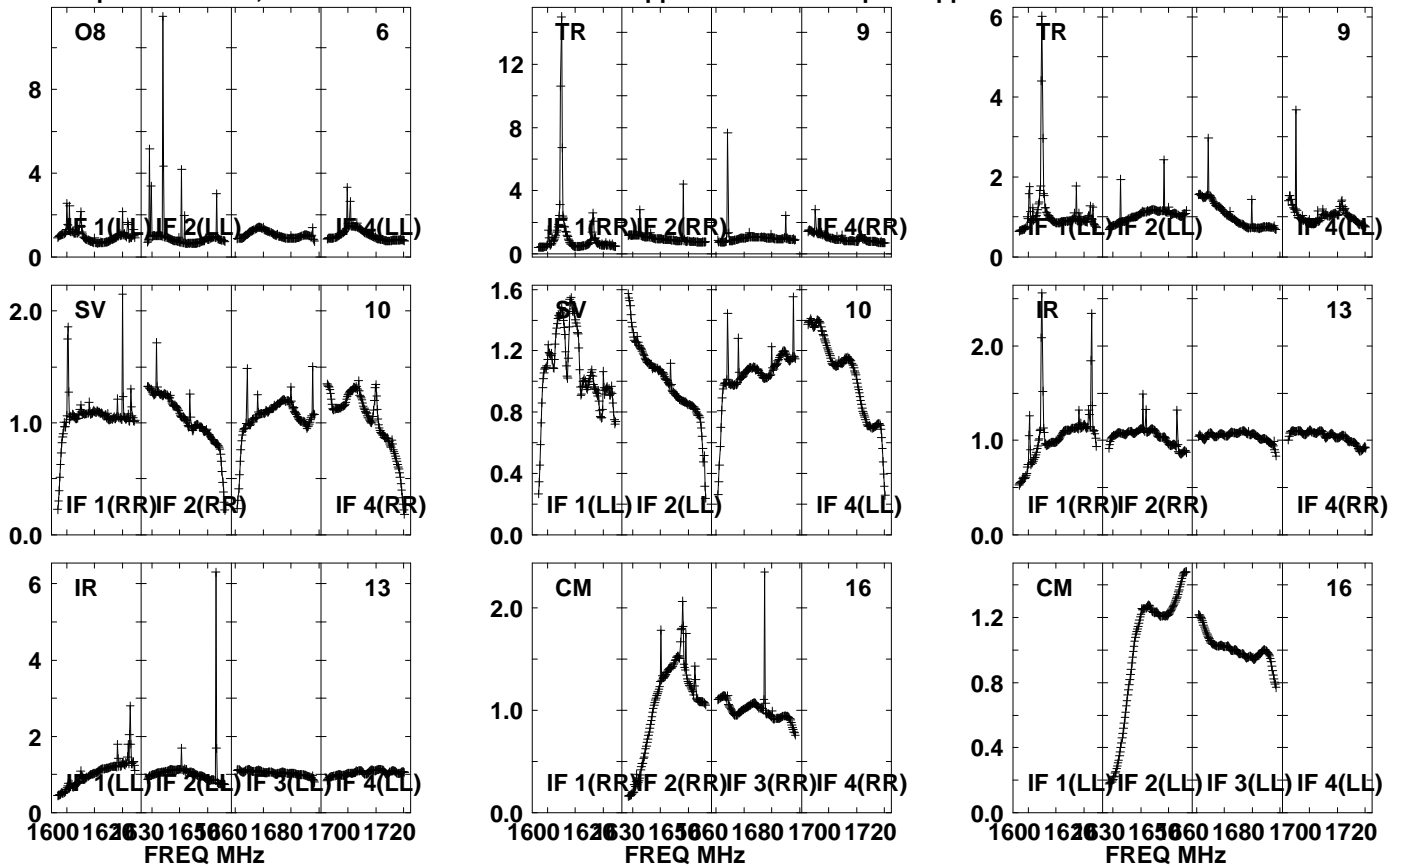 O8 6
8
4
0
IF 1(LL) IF 2(LL) IF 4(LL)
TR 9
12
8
4
0
IF 1(RR) IF 2(RR) IF 4(RR)
TR 9
6
4
2
0
IF 1(LL) IF 2(LL) IF 4(LL)
SV 10
2.0
1.0
0.0
IF 1(RR) IF 2(RR) IF 4(RR)
SV 10
1.6
1.2
0.8
0.4
0.0
IF 1(LL) IF 2(LL) IF 4(LL)
IR 13
2.0
1.0
0.0
IF 1(RR) IF 2(RR) IF 4(RR)
IR 13
6
4
2
0
IF 1(LL) IF 2(LL) IF 3(LL) IF 4(LL)
1600 1620 1630 1650 1660 1680 1700 1720
FREQ MHz
CM 16
2.0
1.0
0.0
IF 1(RR) IF 2(RR) IF 3(RR) IF 4(RR)
1600 1620 1630 1650 1660 1680 1700 1720
FREQ MHz
CM 16
1.2
0.8
0.4
0.0
IF 1(LL) IF 2(LL) IF 3(LL) IF 4(LL)
1600 1620 1630 1650 1660 1680 1700 1720
FREQ MHz